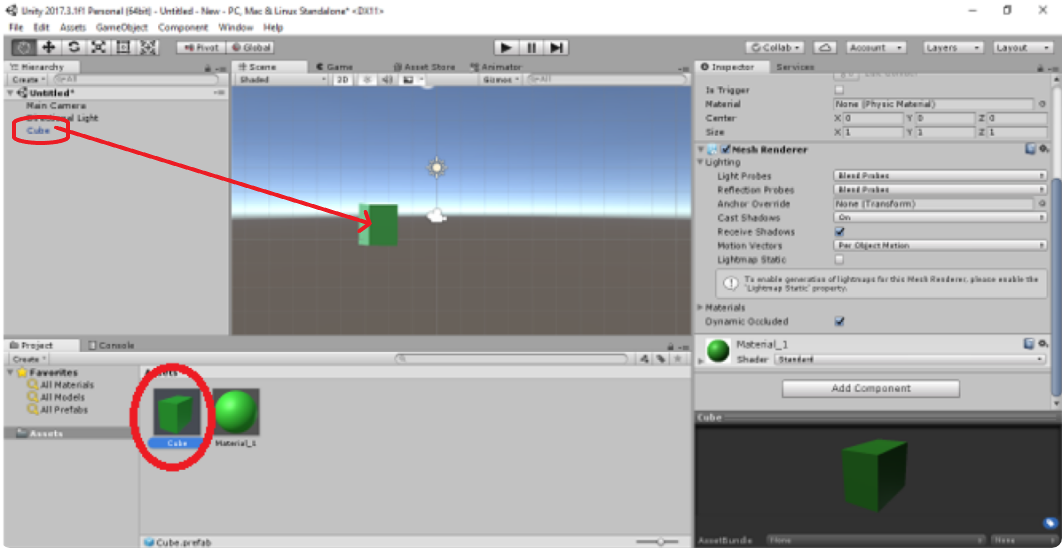 Unity 2017.3.1f1 Personal (64bit) - Untitled - New - PC, Mac & Linux Standalone* <DX11>
File Edit Assets GameObject Component Window Help
Pivot Global Collab Account Layers Layout
Hierarchy
Create All
Untitled*
Main Camera
Directional Light
Cube
Scene Game Asset Store Animator
Shaded 2D Gizmos All
Inspector Services
Is Trigger
Material None (Physic Material)
Center X 0 Y 0 Z 0
Size X 1 Y 1 Z 1
Mesh Renderer
Lighting
Light Probes Blend Probes
Reflection Probes Blend Probes
Anchor Override None (Transform)
Cast Shadows On
Receive Shadows
Motion Vectors Per Object Motion
Lightmap Static
To enable generation of lightmaps for this Mesh Renderer, please enable the
'Lightmap Static' property.
Materials
Dynamic Occluded
Material_1
Shader Standard
Add Component
Project Console
Create
Favorites
All Materials
All Models
All Prefabs
Assets
Assets
Cube Material_1
Cube.prefab
Cube
AssetBundle None None